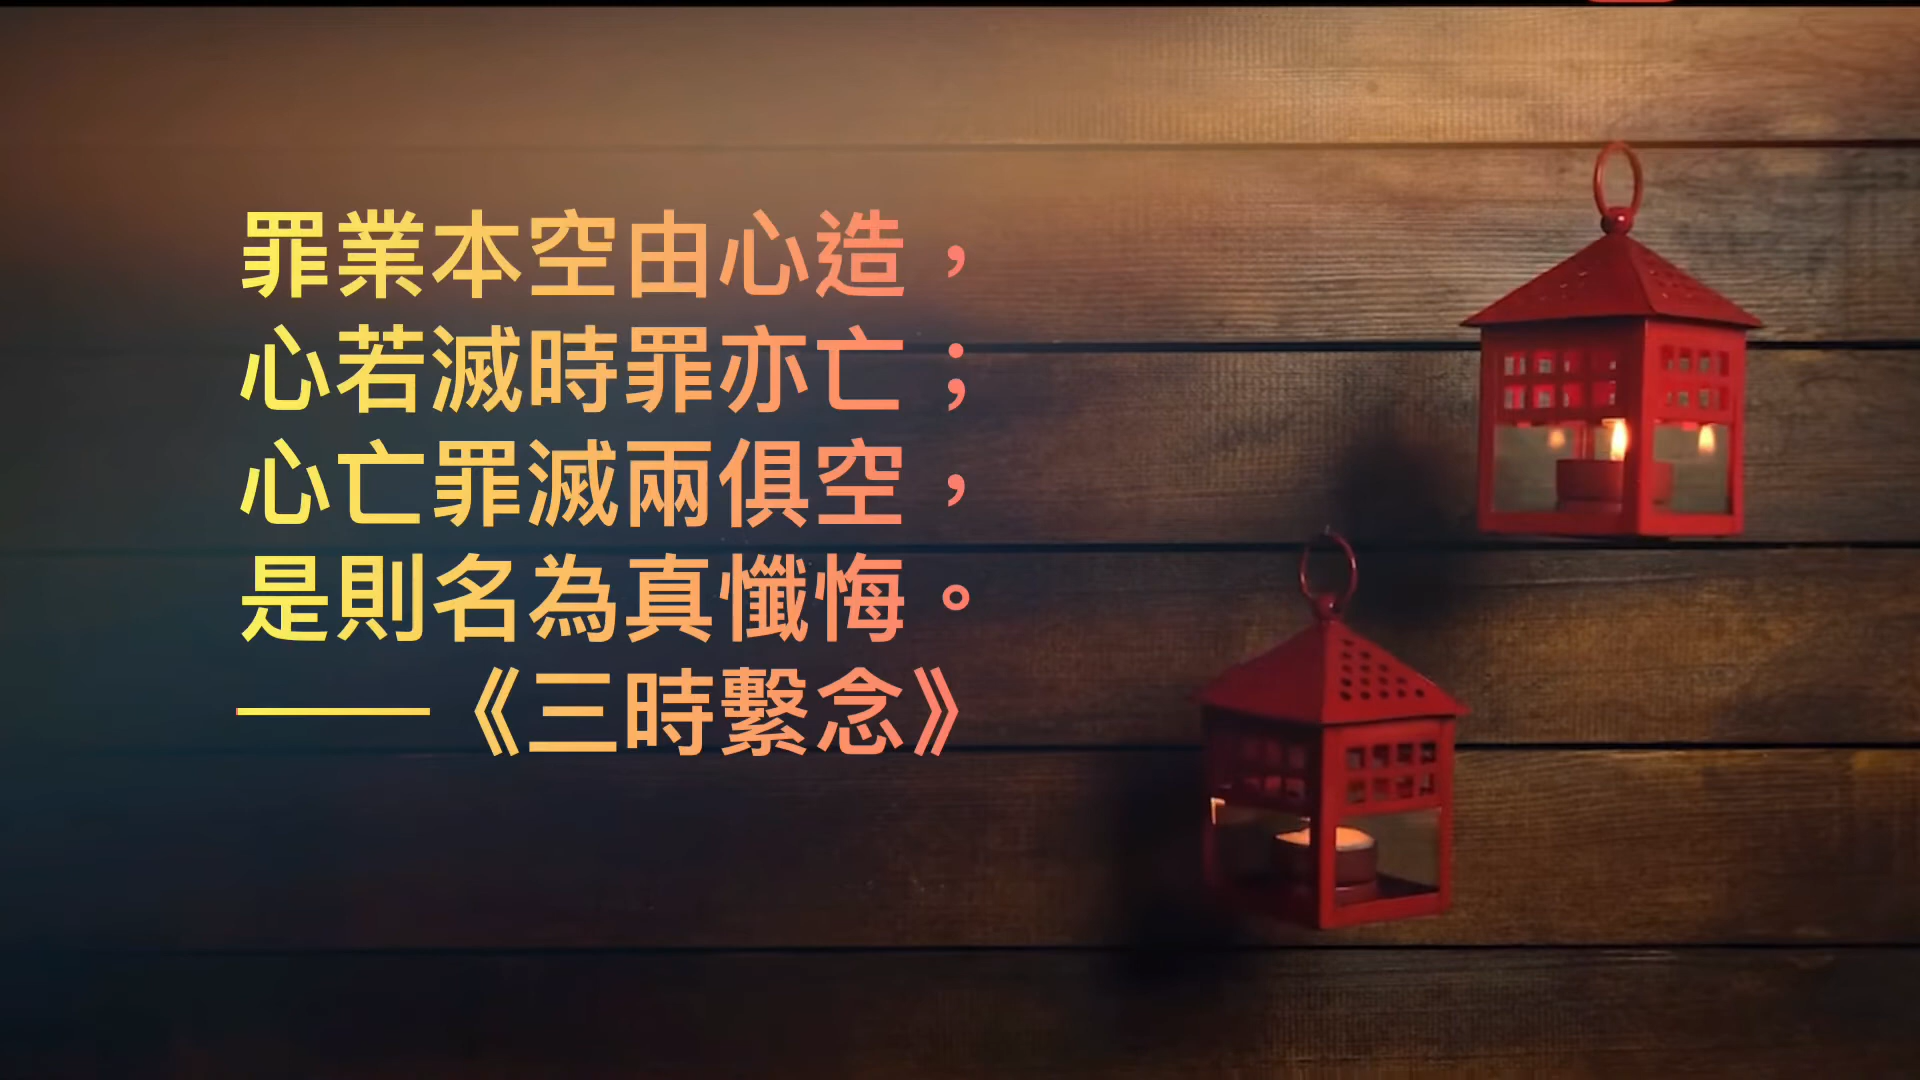 罪業本空由心造，
心若滅時罪亦亡；
心亡罪滅兩俱空，
是則名為真懺悔。
——《三時繫念》